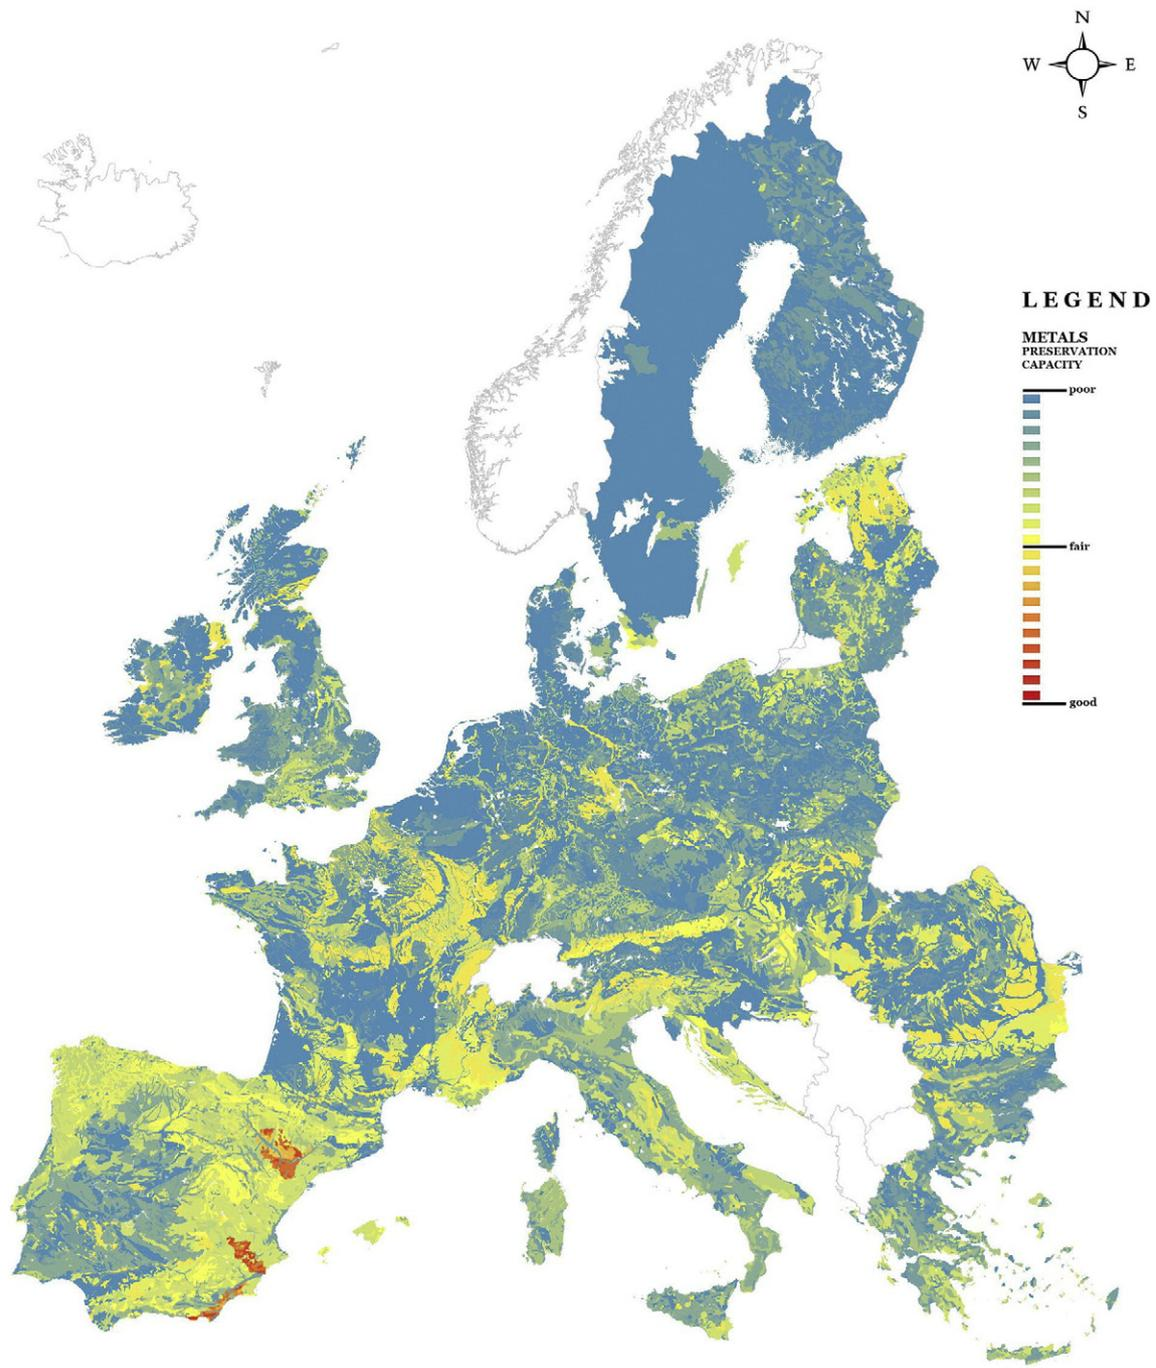 N
W E
S
LEGEND
METALS
PRESERVATION
CAPACITY
poor
fair
good